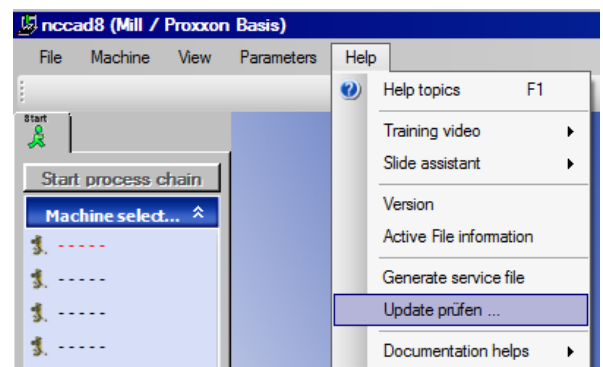 nccad8 (Mill / Proxxon Basis)
File Machine View Parameters Help
Help topics F1
Start
Training video
Slide assistant
Start process chain
Version
Machine select...
Active File information
-----
-----
Generate service file
-----
Update prüfen ...
-----
Documentation helps